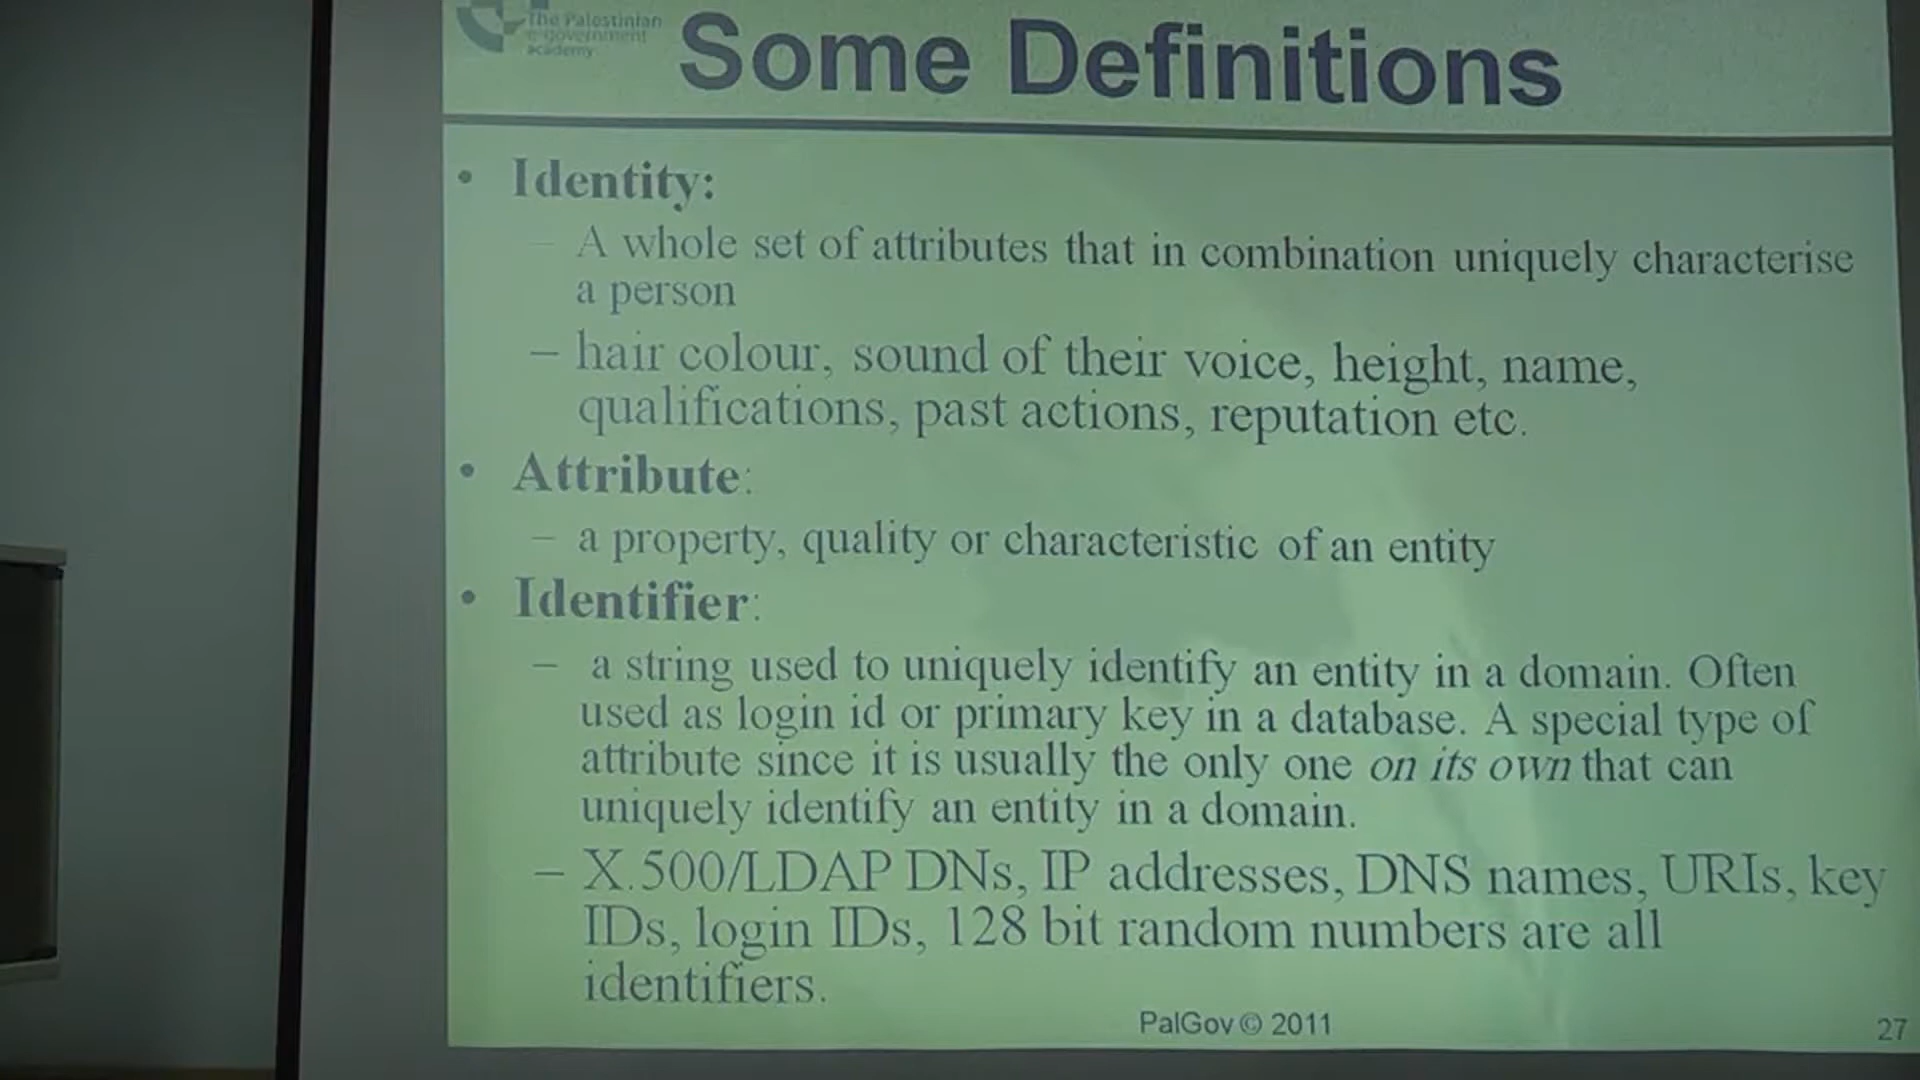 The Palestinian
e-government
academy
Some Definitions
• Identity:
– A whole set of attributes that in combination uniquely characterise
a person
– hair colour, sound of their voice, height, name,
qualifications, past actions, reputation etc.
• Attribute:
– a property, quality or characteristic of an entity
• Identifier:
– a string used to uniquely identify an entity in a domain. Often
used as login id or primary key in a database. A special type of
attribute since it is usually the only one on its own that can
uniquely identify an entity in a domain.
– X.500/LDAP DNs, IP addresses, DNS names, URIs, key
IDs, login IDs, 128 bit random numbers are all
identifiers.
PalGov © 2011
27